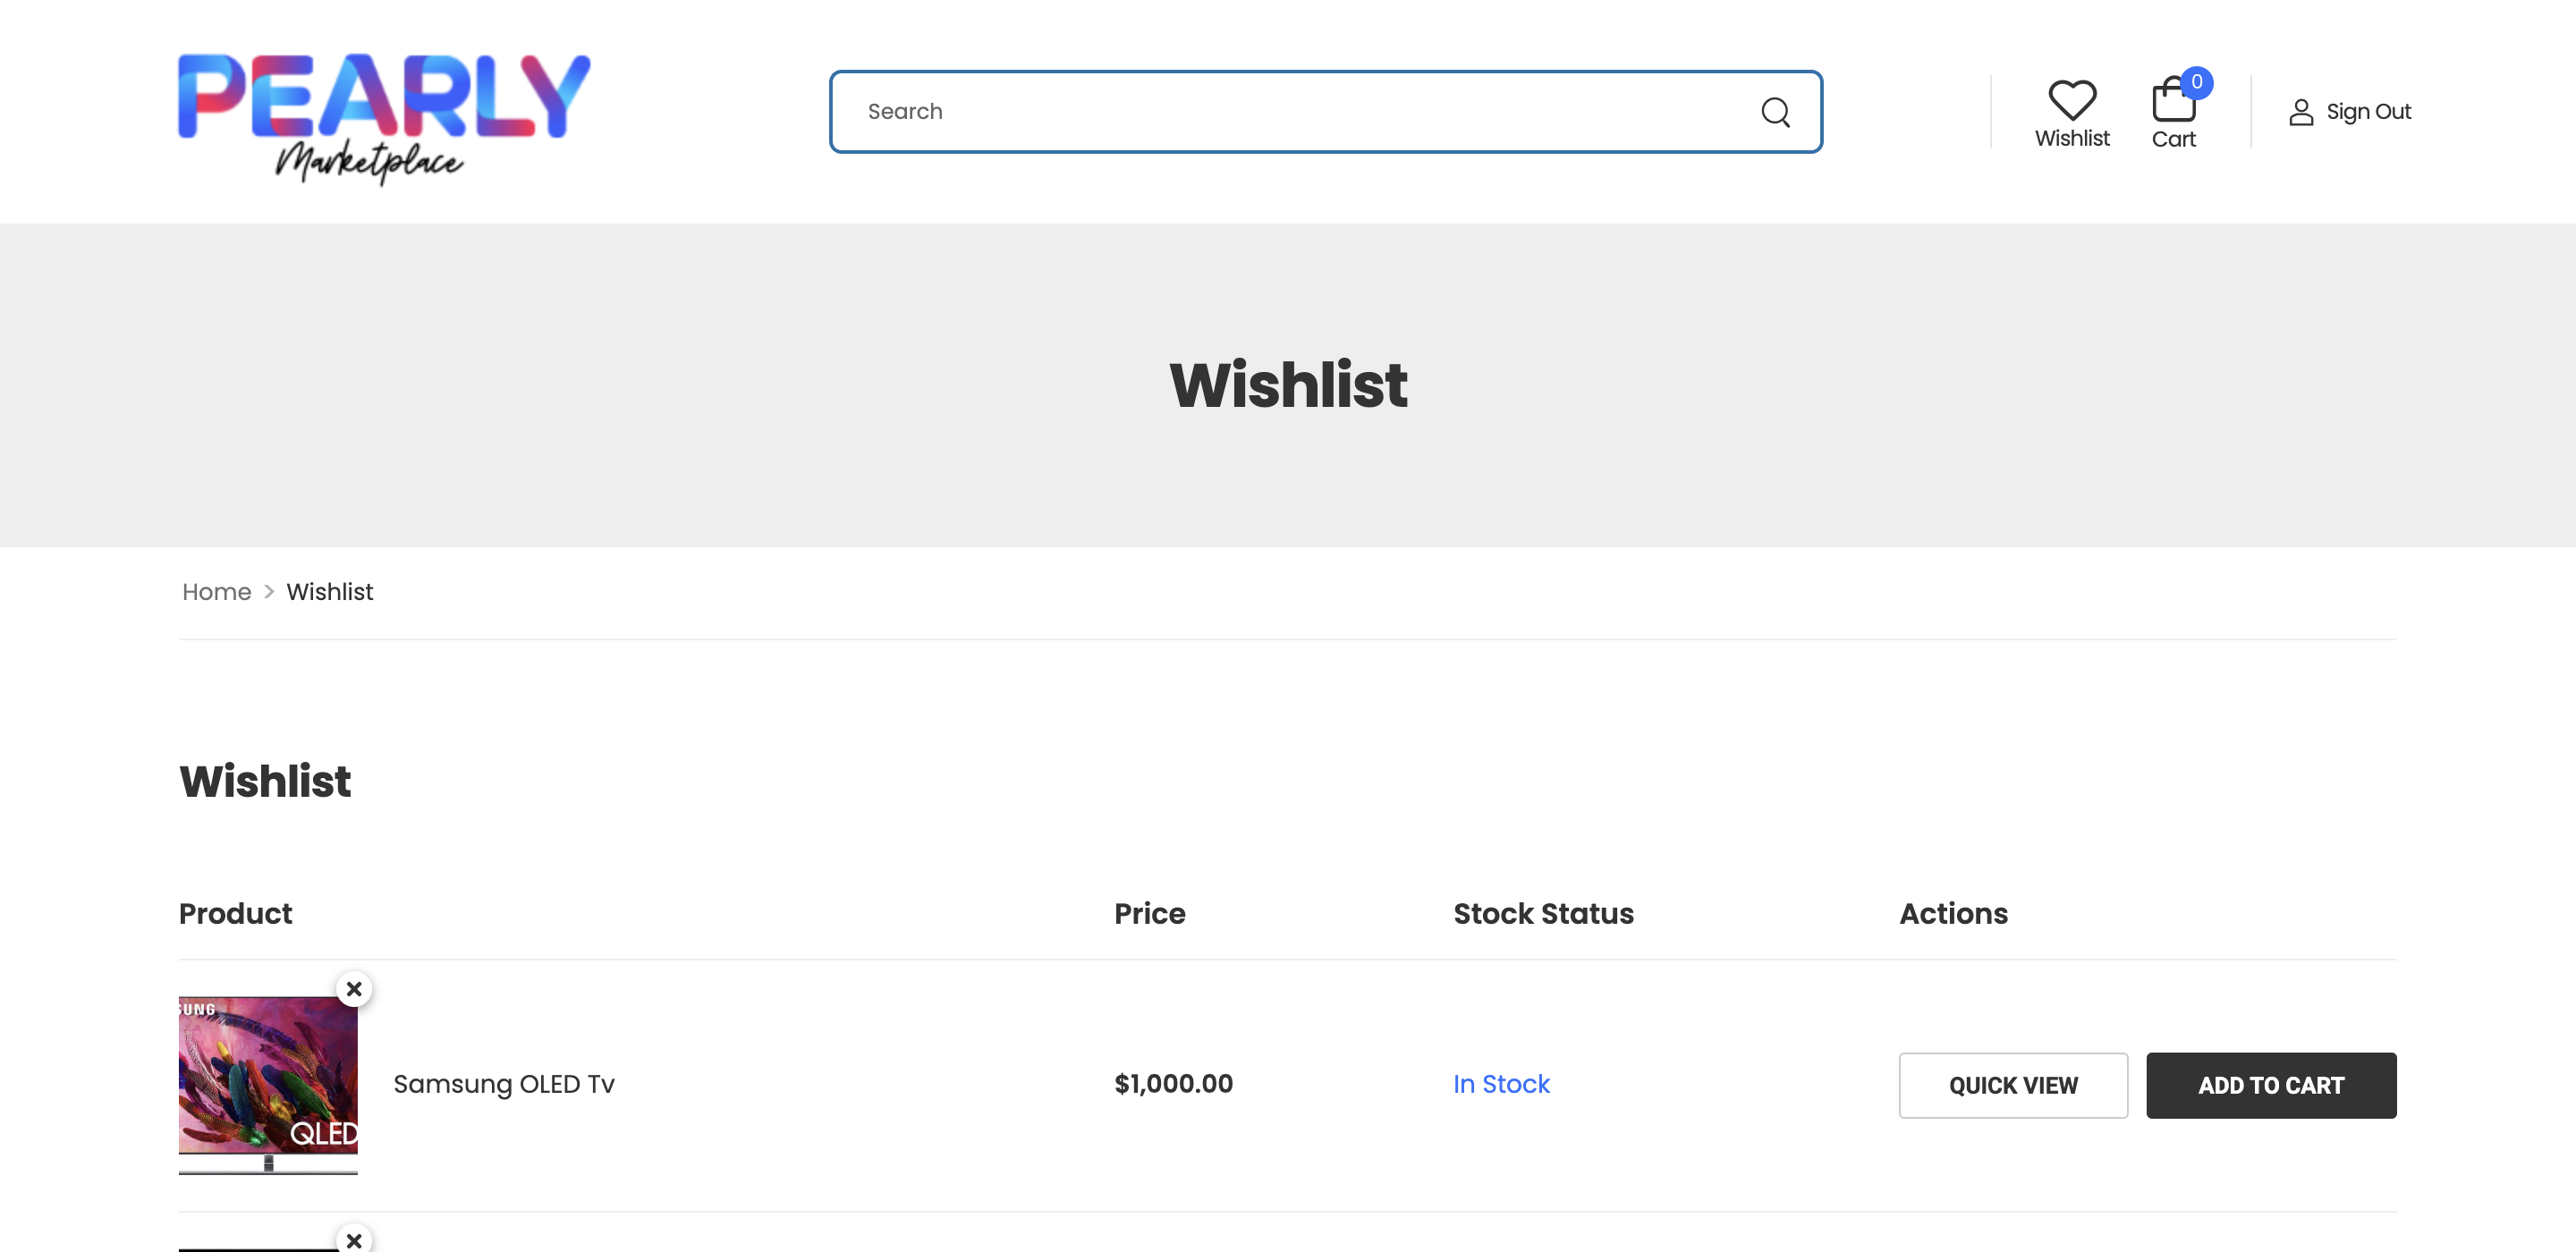 PEARLY
Marketplace
Search
0
Wishlist
Cart
Sign Out
Wishlist
Home > Wishlist
Wishlist
Product Price Stock Status Actions
SUNG
QLED
Samsung OLED Tv $1,000.00 In Stock QUICK VIEW ADD TO CART